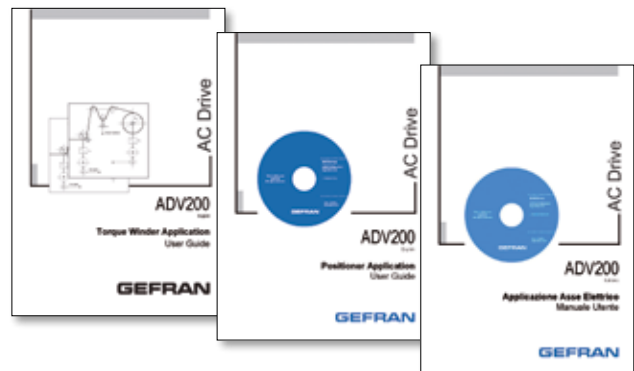 AC Drive
ADV200
Torque Winder Application
User Guide
GEFRAN
AC Drive
GEFRAN
ADV200
Positioner Application
User Guide
GEFRAN
AC Drive
GEFRAN
ADV200
Applicazione Asse Elettrico
Manuale Utente
GEFRAN